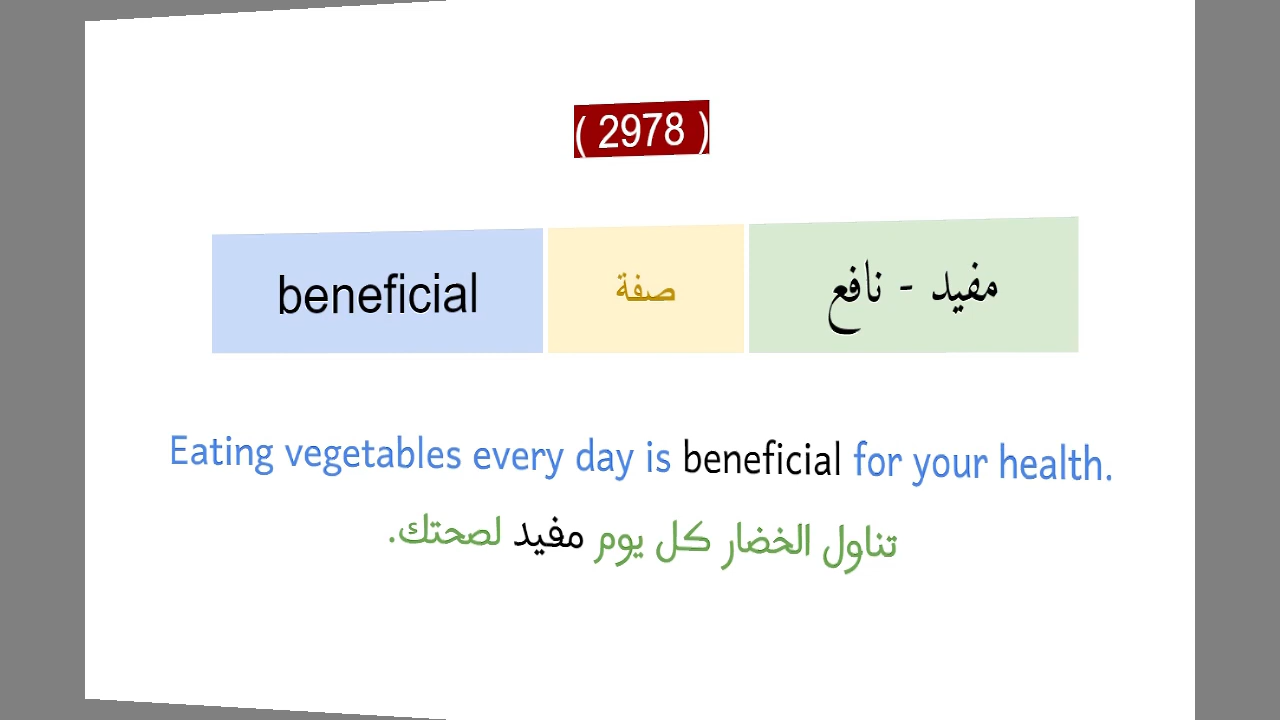 ( 2978 )
beneficial صفة مفيد - نافع
Eating vegetables every day is beneficial for your health.
تناول الخضار كل يوم مفيد لصحتك.